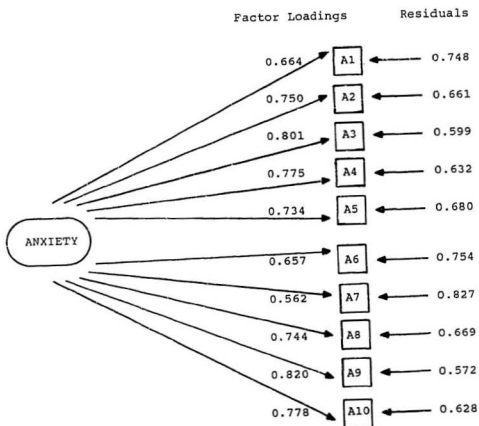 Factor Loadings Residuals
0.664 A1 0.748
0.750 A2 0.661
0.801 A3 0.599
0.775 A4 0.632
0.734 A5 0.680
ANXIETY
0.657 A6 0.754
0.562 A7 0.827
0.744 A8 0.669
0.820 A9 0.572
0.778 A10 0.628